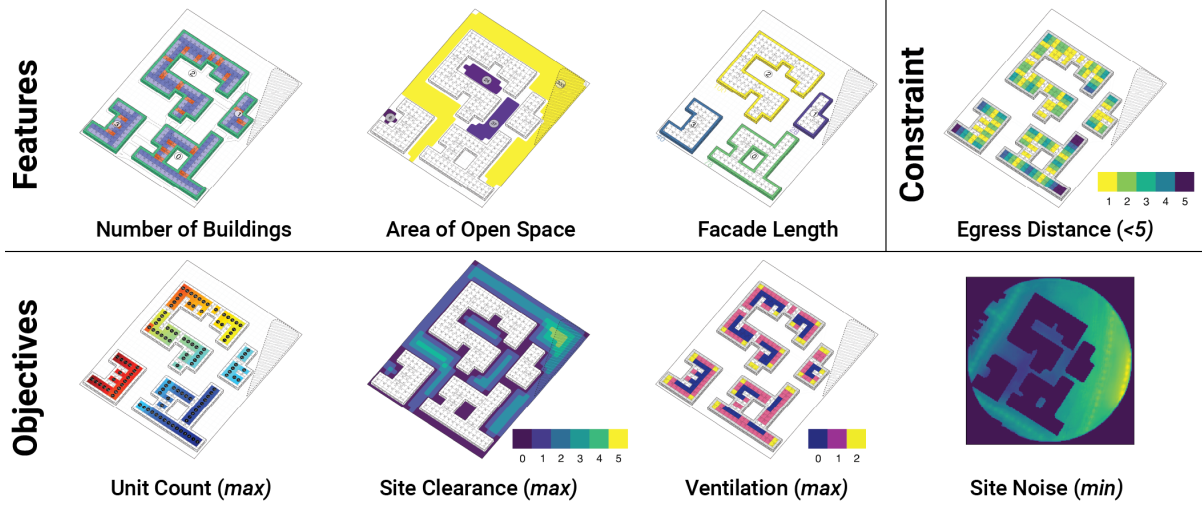 Features
Number of Buildings
Area of Open Space
Facade Length
Constraint
1 2 3 4 5
Egress Distance (<5)
Objectives
Unit Count (max)
0 1 2 3 4 5
Site Clearance (max)
0 1 2
Ventilation (max)
Site Noise (min)